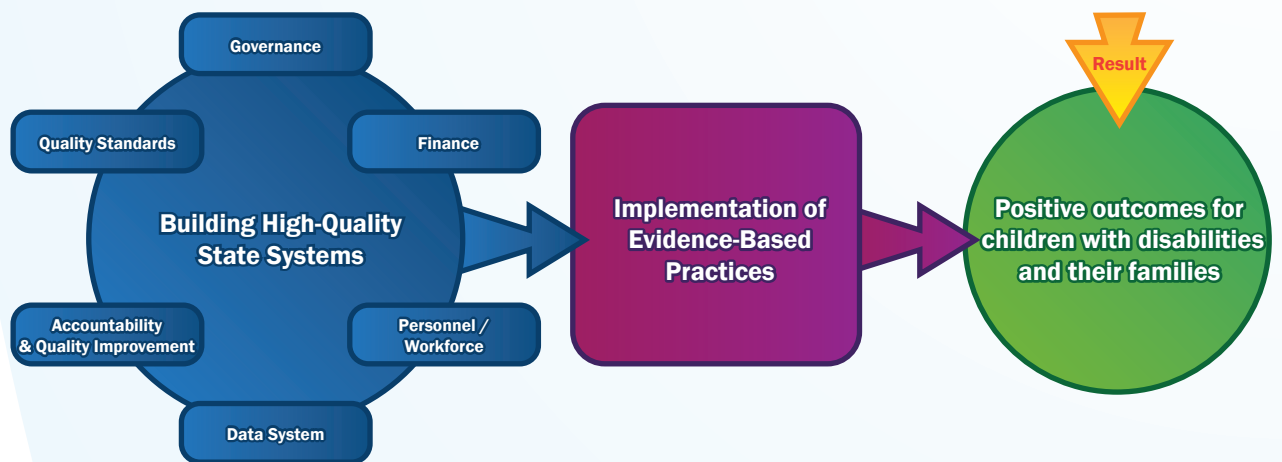 Governance
Quality Standards
Finance
Building High-Quality
State Systems
Accountability
& Quality Improvement
Personnel /
Workforce
Data System
Implementation of
Evidence-Based
Practices
Result
Positive outcomes for
children with disabilities
and their families